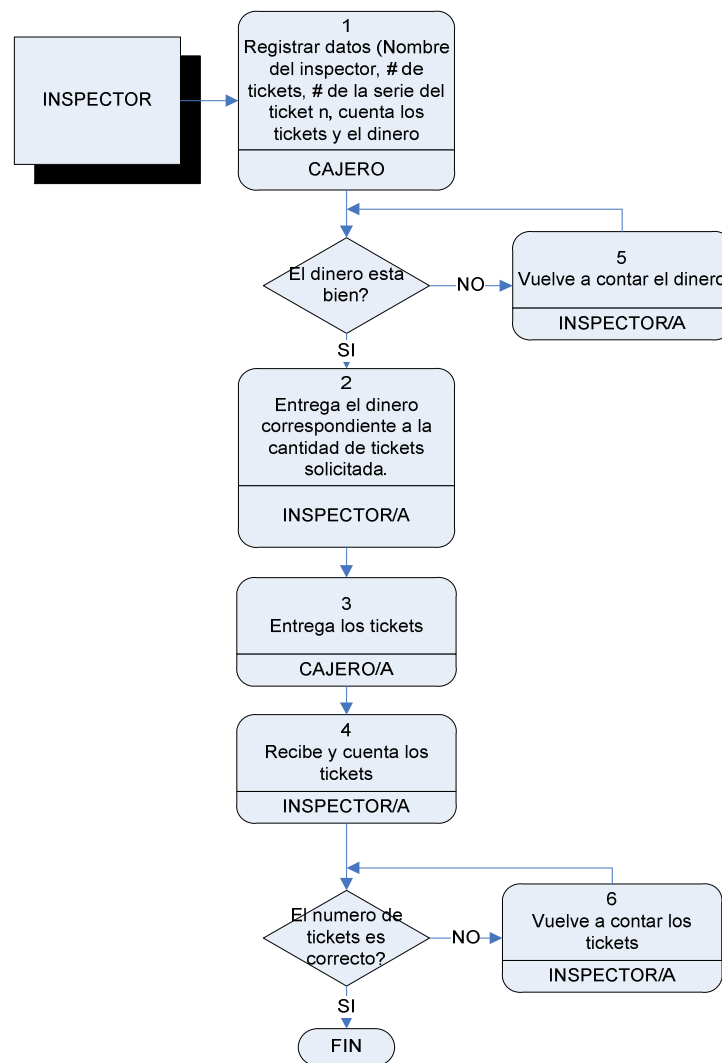 INSPECTOR
1
Registrar datos (Nombre
del inspector, # de
tickets, # de la serie del
ticket n, cuenta los
tickets y el dinero
CAJERO
El dinero esta
bien?
NO
5
Vuelve a contar el dinero
INSPECTOR/A
SI
2
Entrega el dinero
correspondiente a la
cantidad de tickets
solicitada.
INSPECTOR/A
3
Entrega los tickets
CAJERO/A
4
Recibe y cuenta los
tickets
INSPECTOR/A
El numero de
tickets es
correcto?
NO
6
Vuelve a contar los
tickets
INSPECTOR/A
SI
FIN